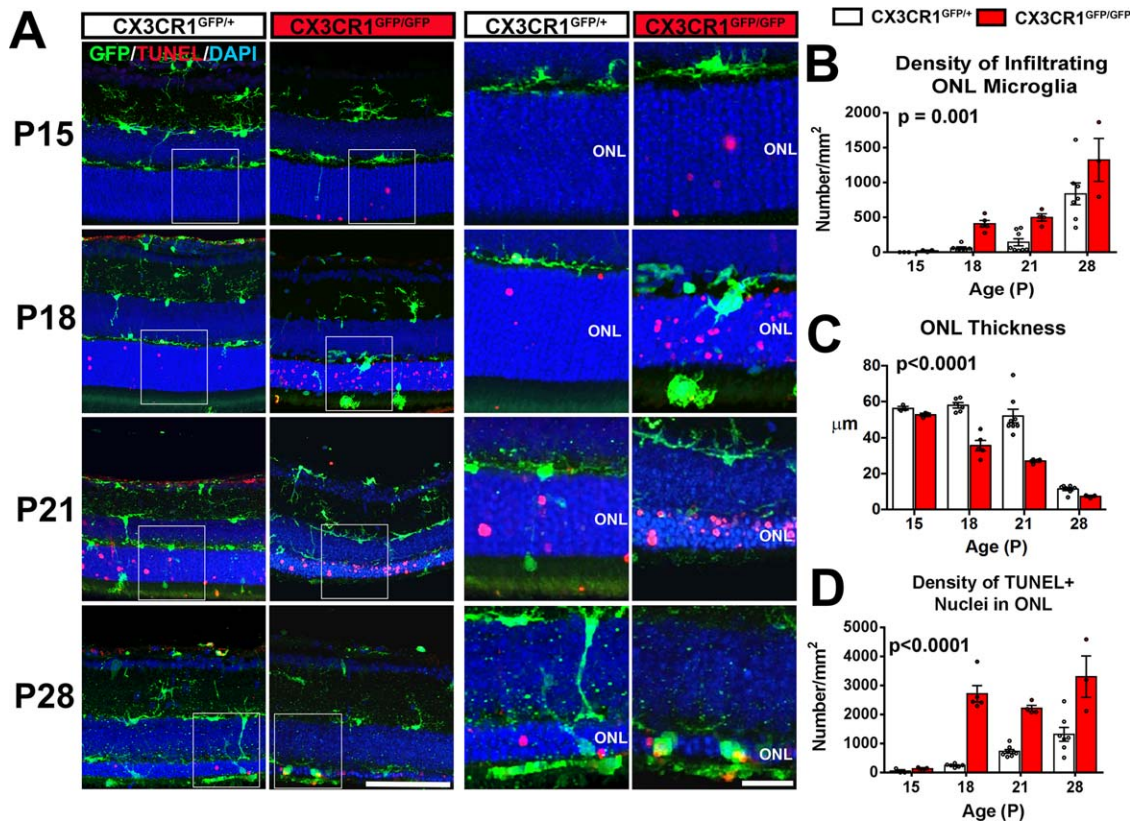 A
CX3CR1GFP/+
CX3CR1GFP/GFP
CX3CR1GFP/+
CX3CR1GFP/GFP
GFP/TUNEL/DAPI
P15
ONL
ONL
P18
ONL
ONL
P21
ONL
ONL
P28
ONL
ONL
CX3CR1GFP/+
CX3CR1GFP/GFP
B
Density of Infiltrating
ONL Microglia
p = 0.001
Number/mm2
2000
1500
1000
500
0
15 18 21 28
Age (P)
C
ONL Thickness
p<0.0001
μm
60
40
20
0
15 18 21 28
Age (P)
D
Density of TUNEL+
Nuclei in ONL
p<0.0001
Number/mm2
5000
4000
3000
2000
1000
0
15 18 21 28
Age (P)